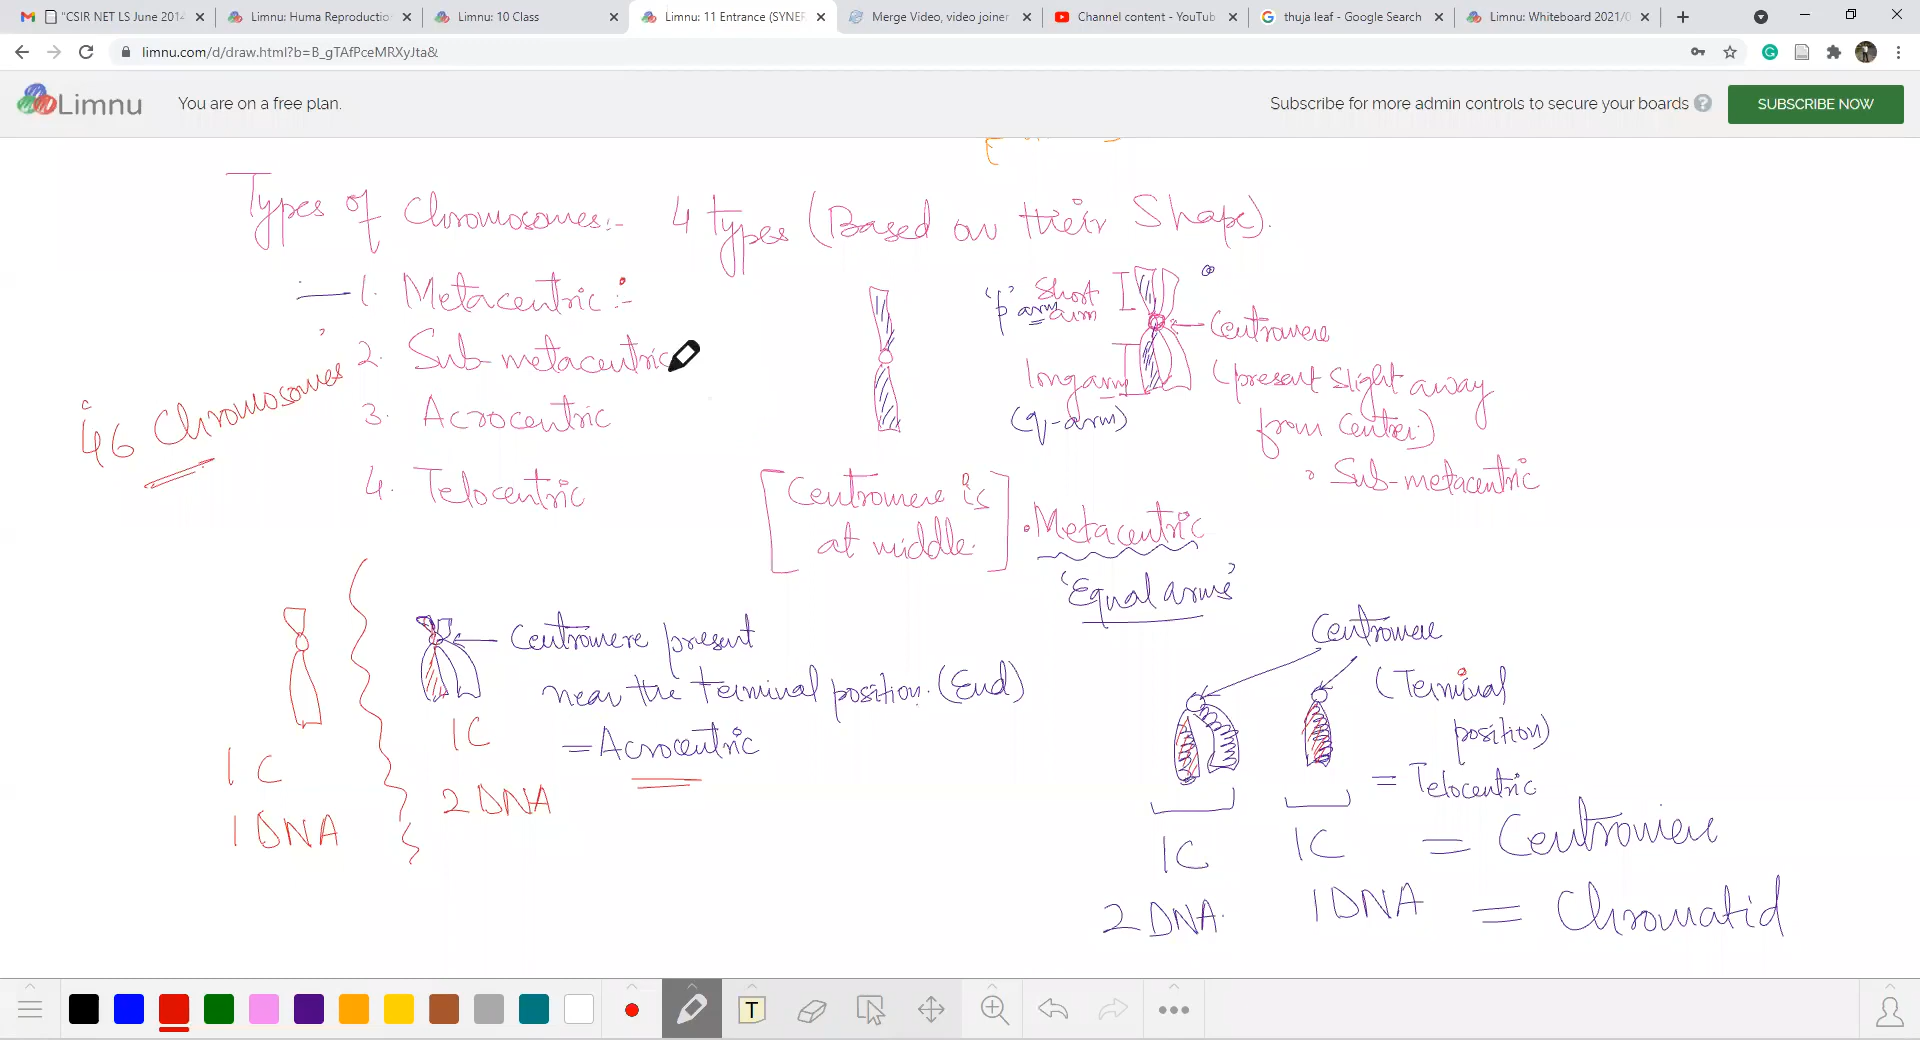 "CSIR NET LS June 2014
Limnu: Huma Reproductio
Limnu: 10 Class
Limnu: 11 Entrance (SYNER
Merge Video, video joiner
Channel content - YouTub
thuja leaf - Google Search
Limnu: Whiteboard 2021/0
limnu.com/d/draw.html?b=B_gTAfPceMRXyJta&
Limnu
You are on a free plan.
Subscribe for more admin controls to secure your boards ?
SUBSCRIBE NOW
Types of Chromosomes:- 4 types (Based on their Shape).
1. Metacentric :-
2. Sub-metacentric
3. Acrocentric
4. Telocentric
46 Chromosomes
'p' arm
Short
arm
long arm
(q-arm)
Centromere
(present slight away
from Center.)
Sub-metacentric
[Centromere is
at middle.]
. Metacentric
'Equal arms'
1 C
1 DNA
Centromere present
near the terminal position. (End)
= Acrocentric
1C
2 DNA
Centromere
(Terminal
position)
= Telocentric
1C
2 DNA.
1C = Centromere
1DNA = Chromatid
T